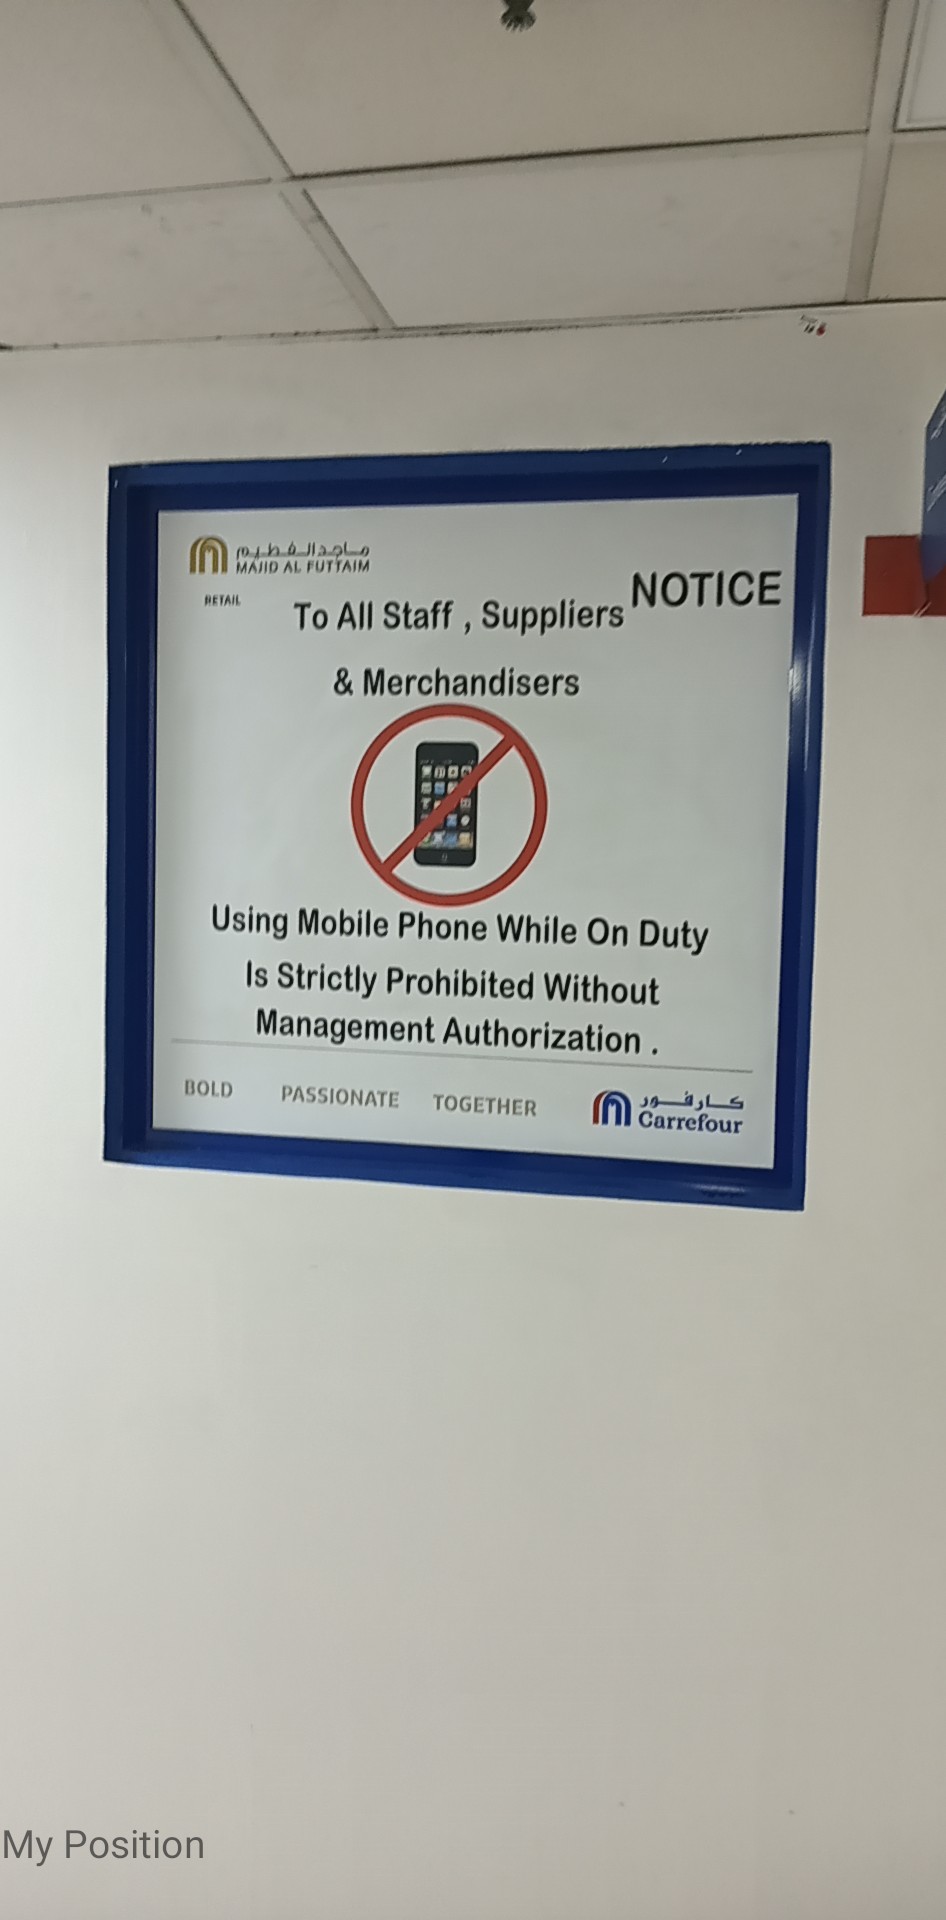 ماجد الفطيم
MAJID AL FUTTAIM
RETAIL
NOTICE
To All Staff , Suppliers
& Merchandisers
Using Mobile Phone While On Duty
Is Strictly Prohibited Without
Management Authorization .
BOLD PASSIONATE TOGETHER
كارفور
Carrefour
My Position